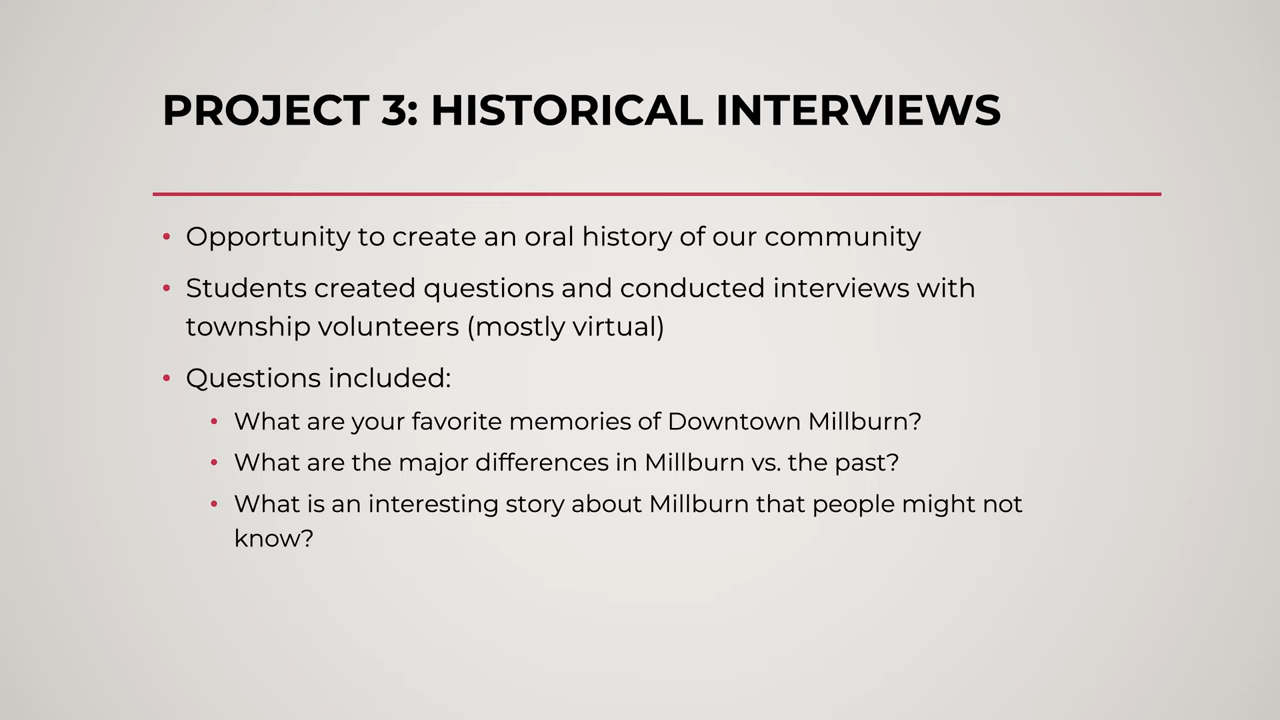 PROJECT 3: HISTORICAL INTERVIEWS
• Opportunity to create an oral history of our community
• Students created questions and conducted interviews with
township volunteers (mostly virtual)
• Questions included:
• What are your favorite memories of Downtown Millburn?
• What are the major differences in Millburn vs. the past?
• What is an interesting story about Millburn that people might not
know?